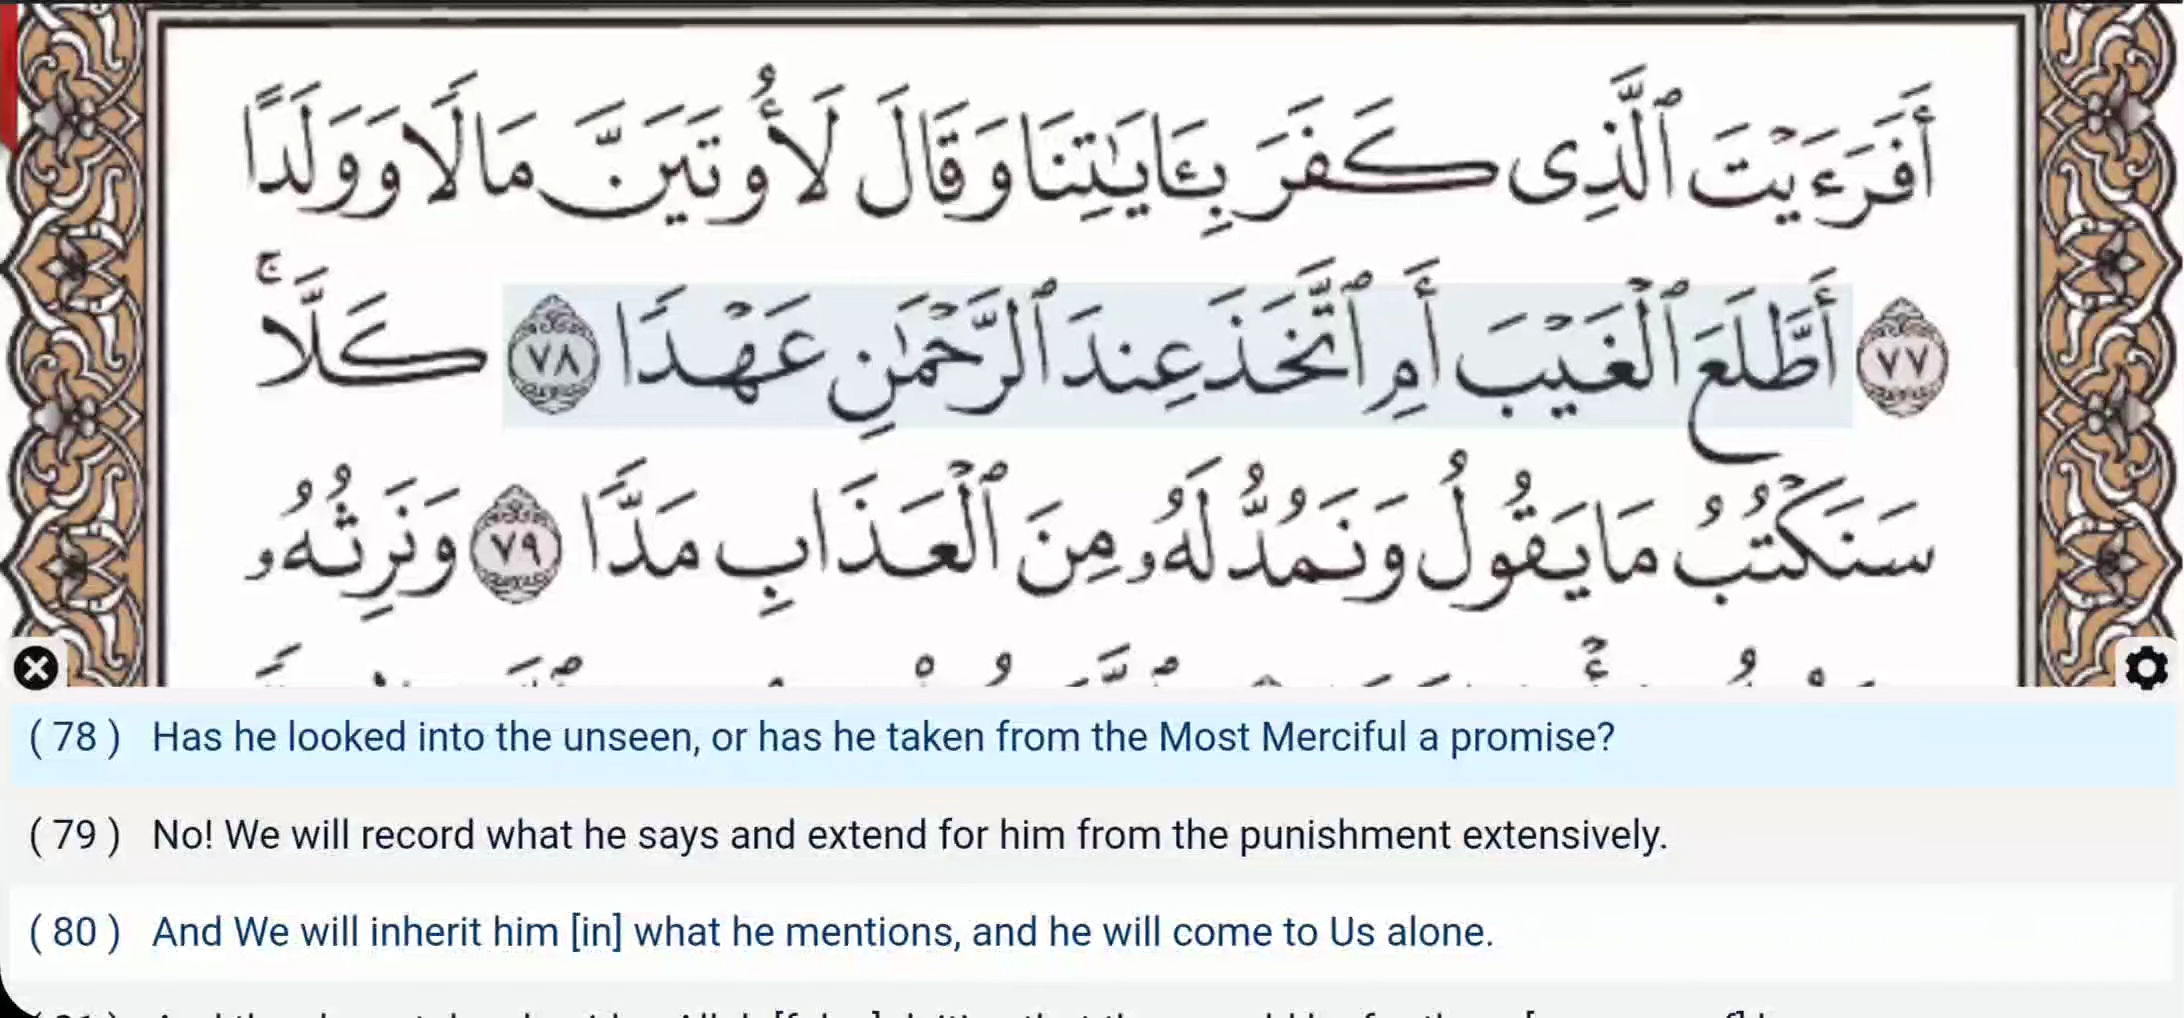 أَفَرَءَيْتَ ٱلَّذِى كَفَرَ بِـَٔايَـٰتِنَا وَقَالَ لَأُوتَيَنَّ مَالًا وَوَلَدًا
٧٧ أَطَّلَعَ ٱلْغَيْبَ أَمِ ٱتَّخَذَ عِندَ ٱلرَّحْمَـٰنِ عَهْدًا ٧٨ كَلَّا ۚ
سَنَكْتُبُ مَا يَقُولُ وَنَمُدُّ لَهُۥ مِنَ ٱلْعَذَابِ مَدًّا ٧٩ وَنَرِثُهُۥ
( 78 ) Has he looked into the unseen, or has he taken from the Most Merciful a promise?
( 79 ) No! We will record what he says and extend for him from the punishment extensively.
( 80 ) And We will inherit him [in] what he mentions, and he will come to Us alone.